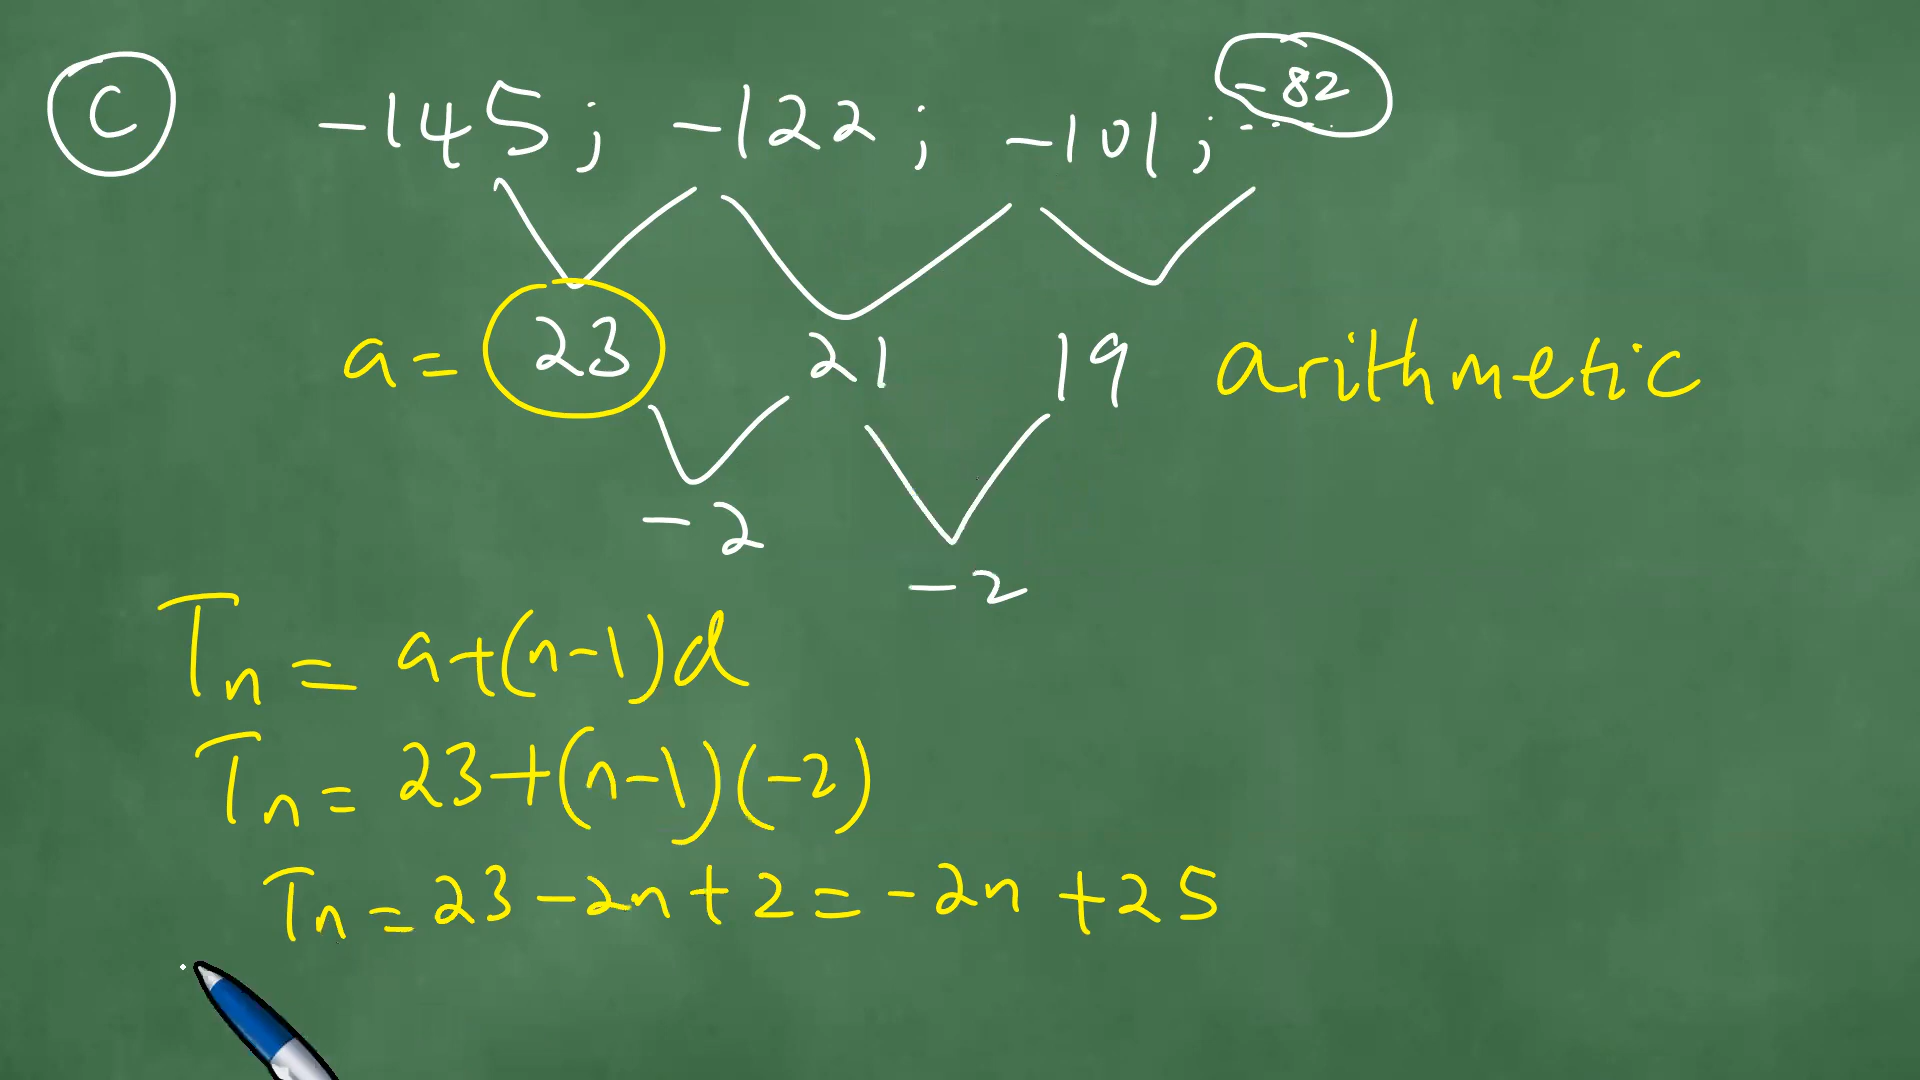 C -145; -122; -101; -82
a= 23 21 19 arithmetic
-2
-2
Tn = a+(n-1)d
Tn = 23+(n-1)(-2)
Tn = 23-2n+2 = -2n+25